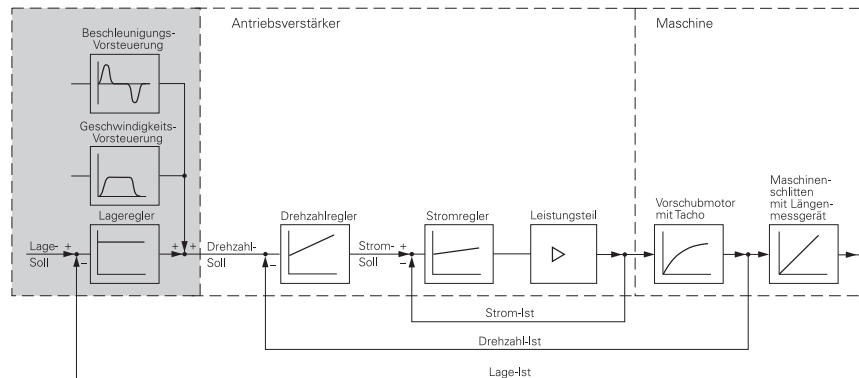 Antriebsverstärker
Maschine
Beschleunigungs-
Vorsteuerung
Geschwindigkeits-
Vorsteuerung
Lageregler
Lage-
Soll
+
–
+
+
Drehzahl-
Soll
–
Drehzahlregler
Strom-
Soll
+
–
Stromregler
Leistungsteil
Vorschubmotor
mit Tacho
Maschinen-
schlitten
mit Längen-
messgerät
Strom-Ist
Drehzahl-Ist
Lage-Ist